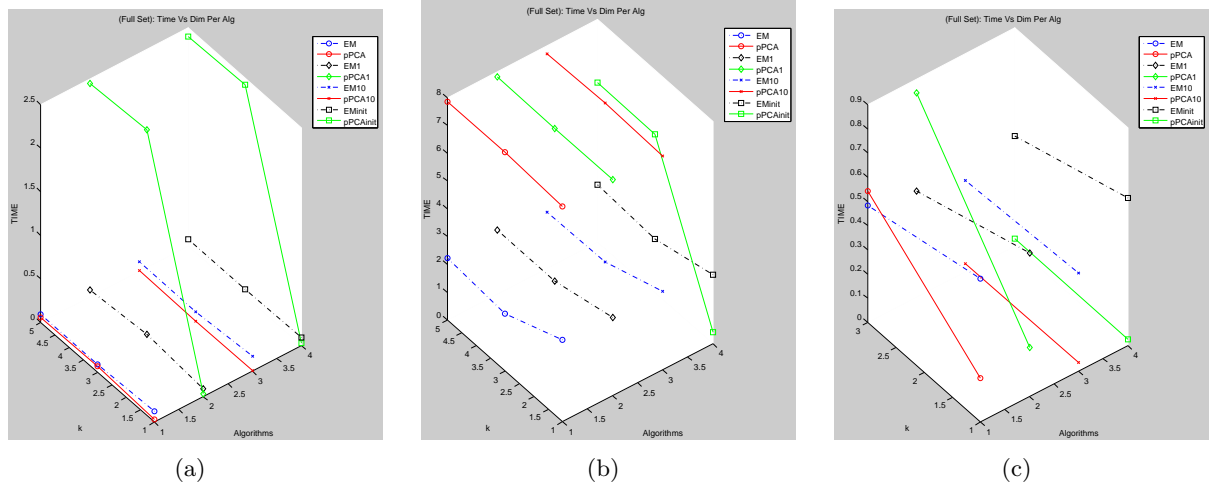 (Full Set): Time Vs Dim Per Alg
EM
pPCA
EM1
pPCA1
EM10
pPCA10
EMinit
pPCAinit
2.5
2
1.5
1
0.5
0
TIME
5
4.5
4
3.5
3
2.5
2
1.5
1
k
1
1.5
2
2.5
3
3.5
4
Algorithms
(a)
(Full Set): Time Vs Dim Per Alg
EM
pPCA
EM1
pPCA1
EM10
pPCA10
EMinit
pPCAinit
8
7
6
5
4
3
2
1
0
TIME
5
4.5
4
3.5
3
2.5
2
1.5
1
k
1
1.5
2
2.5
3
3.5
4
Algorithms
(b)
(Full Set): Time Vs Dim Per Alg
EM
pPCA
EM1
pPCA1
EM10
pPCA10
EMinit
pPCAinit
0.9
0.8
0.7
0.6
0.5
0.4
0.3
0.2
0.1
0
TIME
3
2.5
2
1.5
1
k
1
1.5
2
2.5
3
3.5
4
Algorithms
(c)